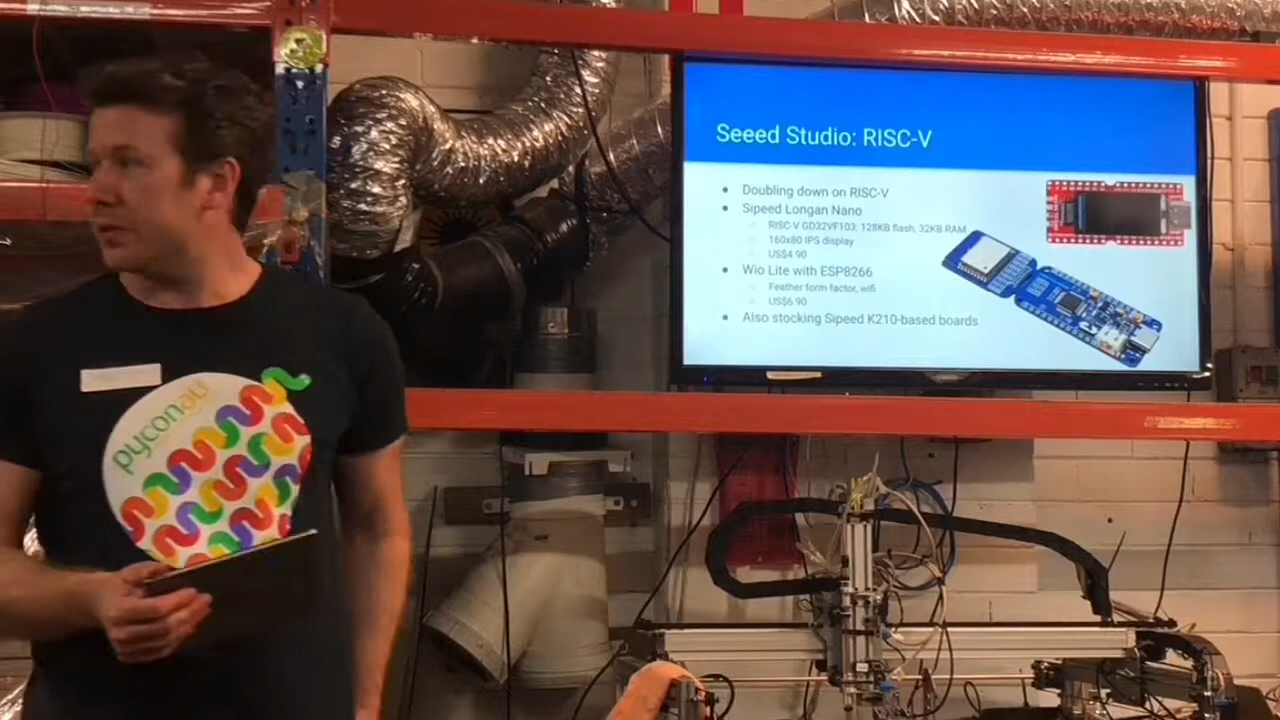 Seeed Studio: RISC-V
Doubling down on RISC-V
Sipeed Longan Nano
RISC-V GD32VF103: 128KB flash, 32KB RAM
160x80 IPS display
US$4.90
Wio Lite with ESP8266
Feather form factor, wifi
US$6.90
Also stocking Sipeed K210-based boards
pyconau